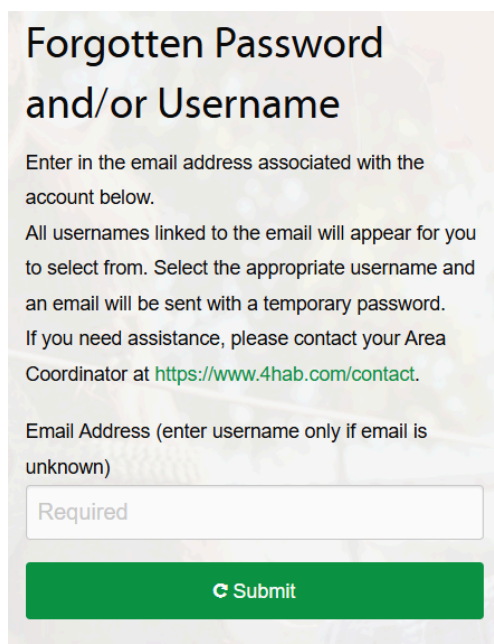 Forgotten Password
and/or Username
Enter in the email address associated with the
account below.
All usernames linked to the email will appear for you
to select from. Select the appropriate username and
an email will be sent with a temporary password.
If you need assistance, please contact your Area
Coordinator at https://www.4hab.com/contact.
Email Address (enter username only if email is
unknown)
Required
Submit